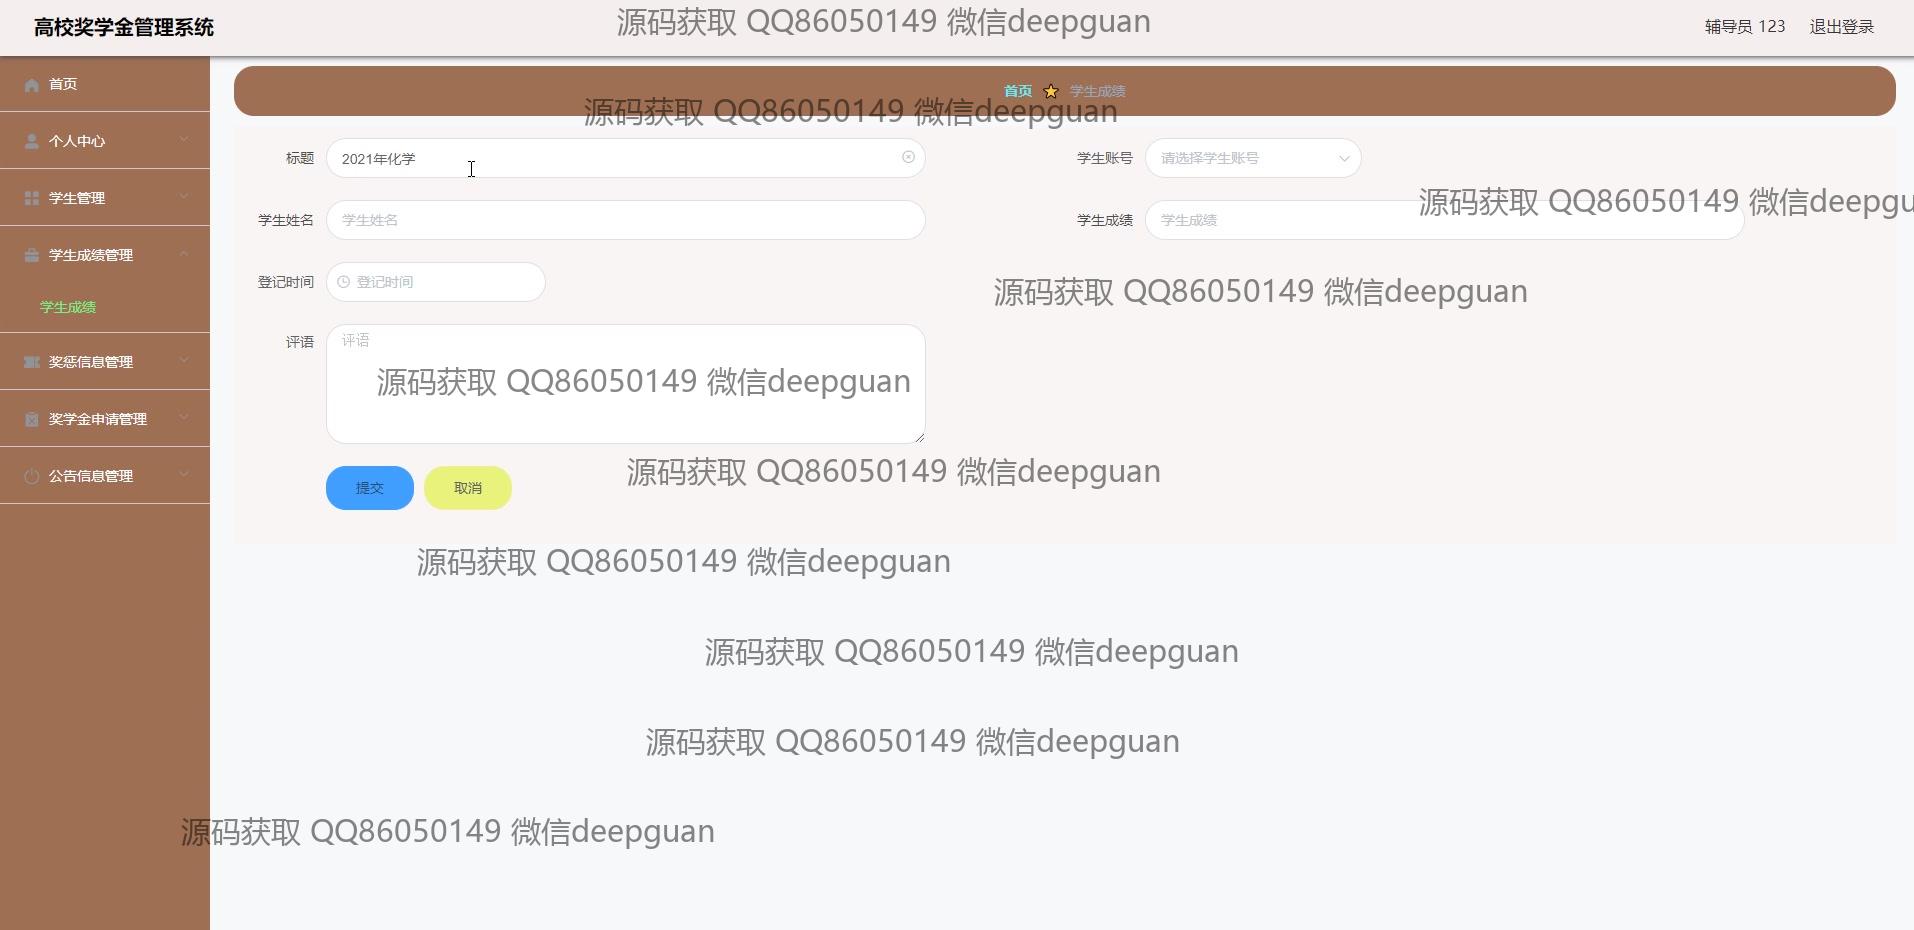 高校奖学金管理系统
源码获取 QQ86050149 微信deepguan
辅导员 123
退出登录
首页
个人中心
学生管理
学生成绩管理
学生成绩
奖惩信息管理
奖学金申请管理
公告信息管理
首页 学生成绩
源码获取 QQ86050149 微信deepguan
标题 2021年化学
学生账号 请选择学生账号
源码获取 QQ86050149 微信deepgu
学生姓名 学生姓名
学生成绩 学生成绩
登记时间 登记时间
源码获取 QQ86050149 微信deepguan
评语 评语
源码获取 QQ86050149 微信deepguan
提交 取消
源码获取 QQ86050149 微信deepguan
源码获取 QQ86050149 微信deepguan
源码获取 QQ86050149 微信deepguan
源码获取 QQ86050149 微信deepguan
源码获取 QQ86050149 微信deepguan